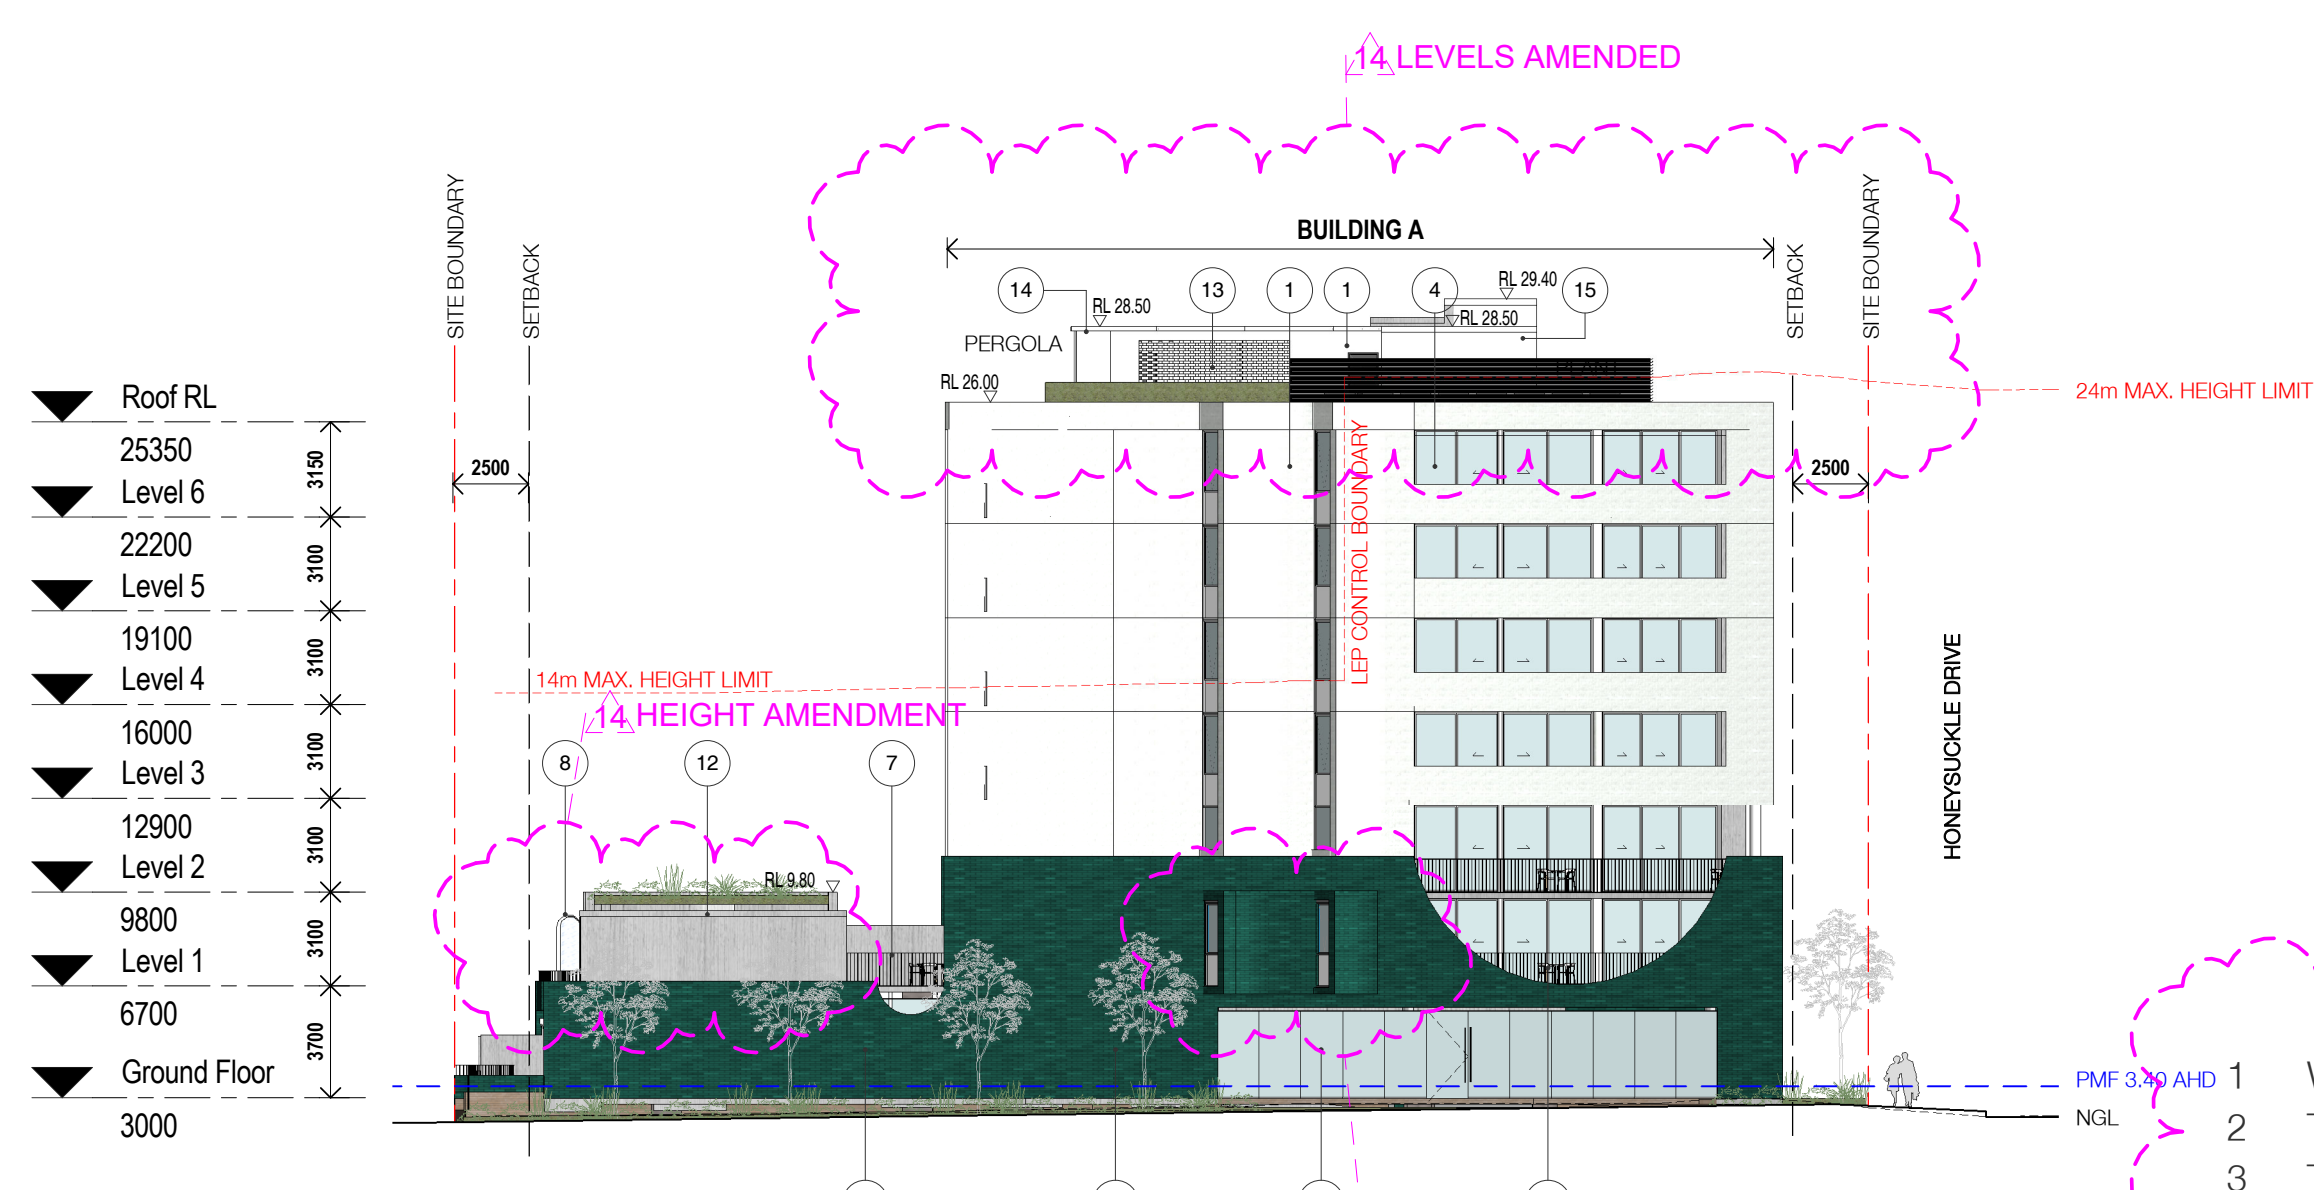 14 LEVELS AMENDED
SITE BOUNDARY
SETBACK
BUILDING A
SETBACK
SITE BOUNDARY
14
13
1
1
4
15
RL 29.40
RL 28.50
RL 28.50
PERGOLA
PLANT
RL 26.00
24m MAX. HEIGHT LIMIT
Roof RL
25350
3150
Level 6
2500
2500
22200
3100
Level 5
19100
3100
Level 4
16000
3100
Level 3
12900
3100
Level 2
9800
3100
Level 1
6700
3700
Ground Floor
3000
LEP CONTROL BOUNDARY
14m MAX. HEIGHT LIMIT
14 HEIGHT AMENDMENT
8
12
7
RL 9.80
HONEYSUCKLE DRIVE
PMF 3.40 AHD
NGL
1
2
3